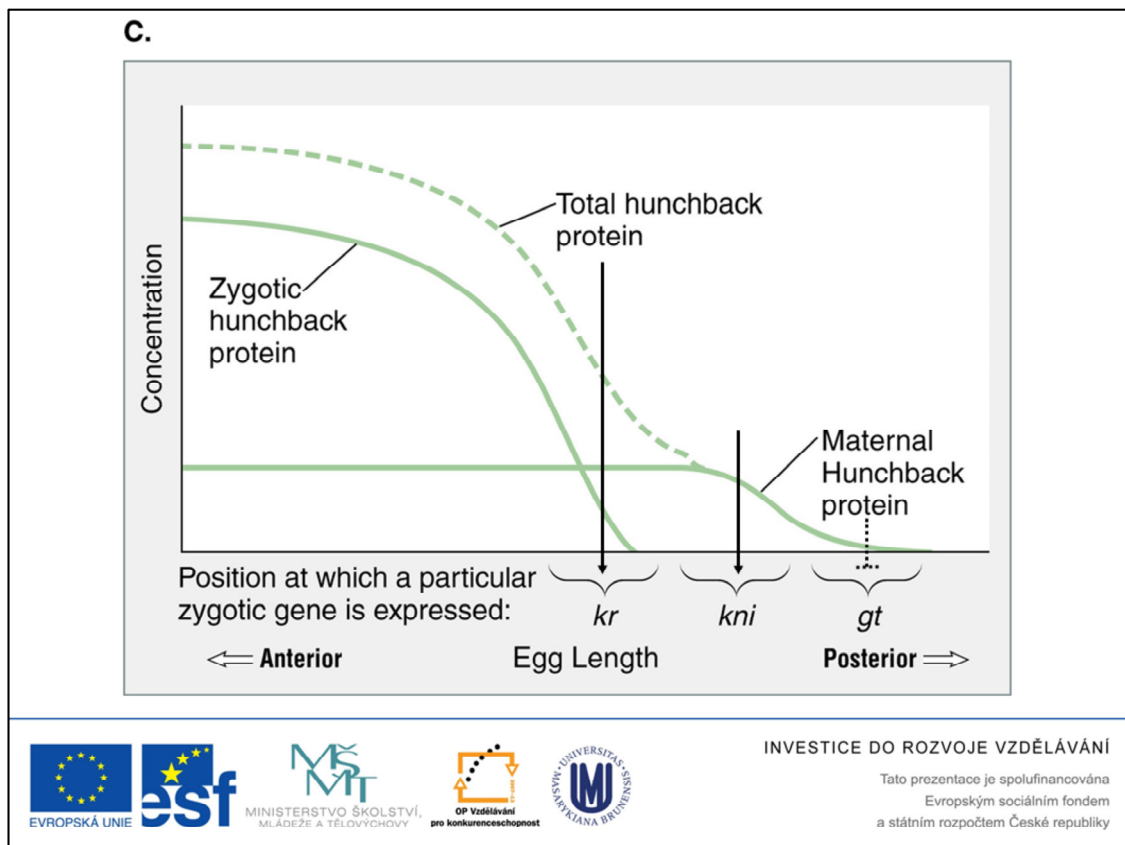 C.
Concentration
Total hunchback
protein
Zygotic
hunchback
protein
Maternal
Hunchback
protein
Position at which a particular
zygotic gene is expressed:
kr
kni
gt
Anterior
Egg Length
Posterior
EVROPSKÁ UNIE
esf
MŠMT
MINISTERSTVO ŠKOLSTVÍ,
MLÁDEŽE A TĚLOVÝCHOVY
OP Vzdělávání
pro konkurenceschopnost
UNIVERSITAS
MASARYKIANA BRUNENSIS
INVESTICE DO ROZVOJE VZDĚLÁVÁNÍ
Tato prezentace je spolufinancována
Evropským sociálním fondem
a státním rozpočtem České republiky